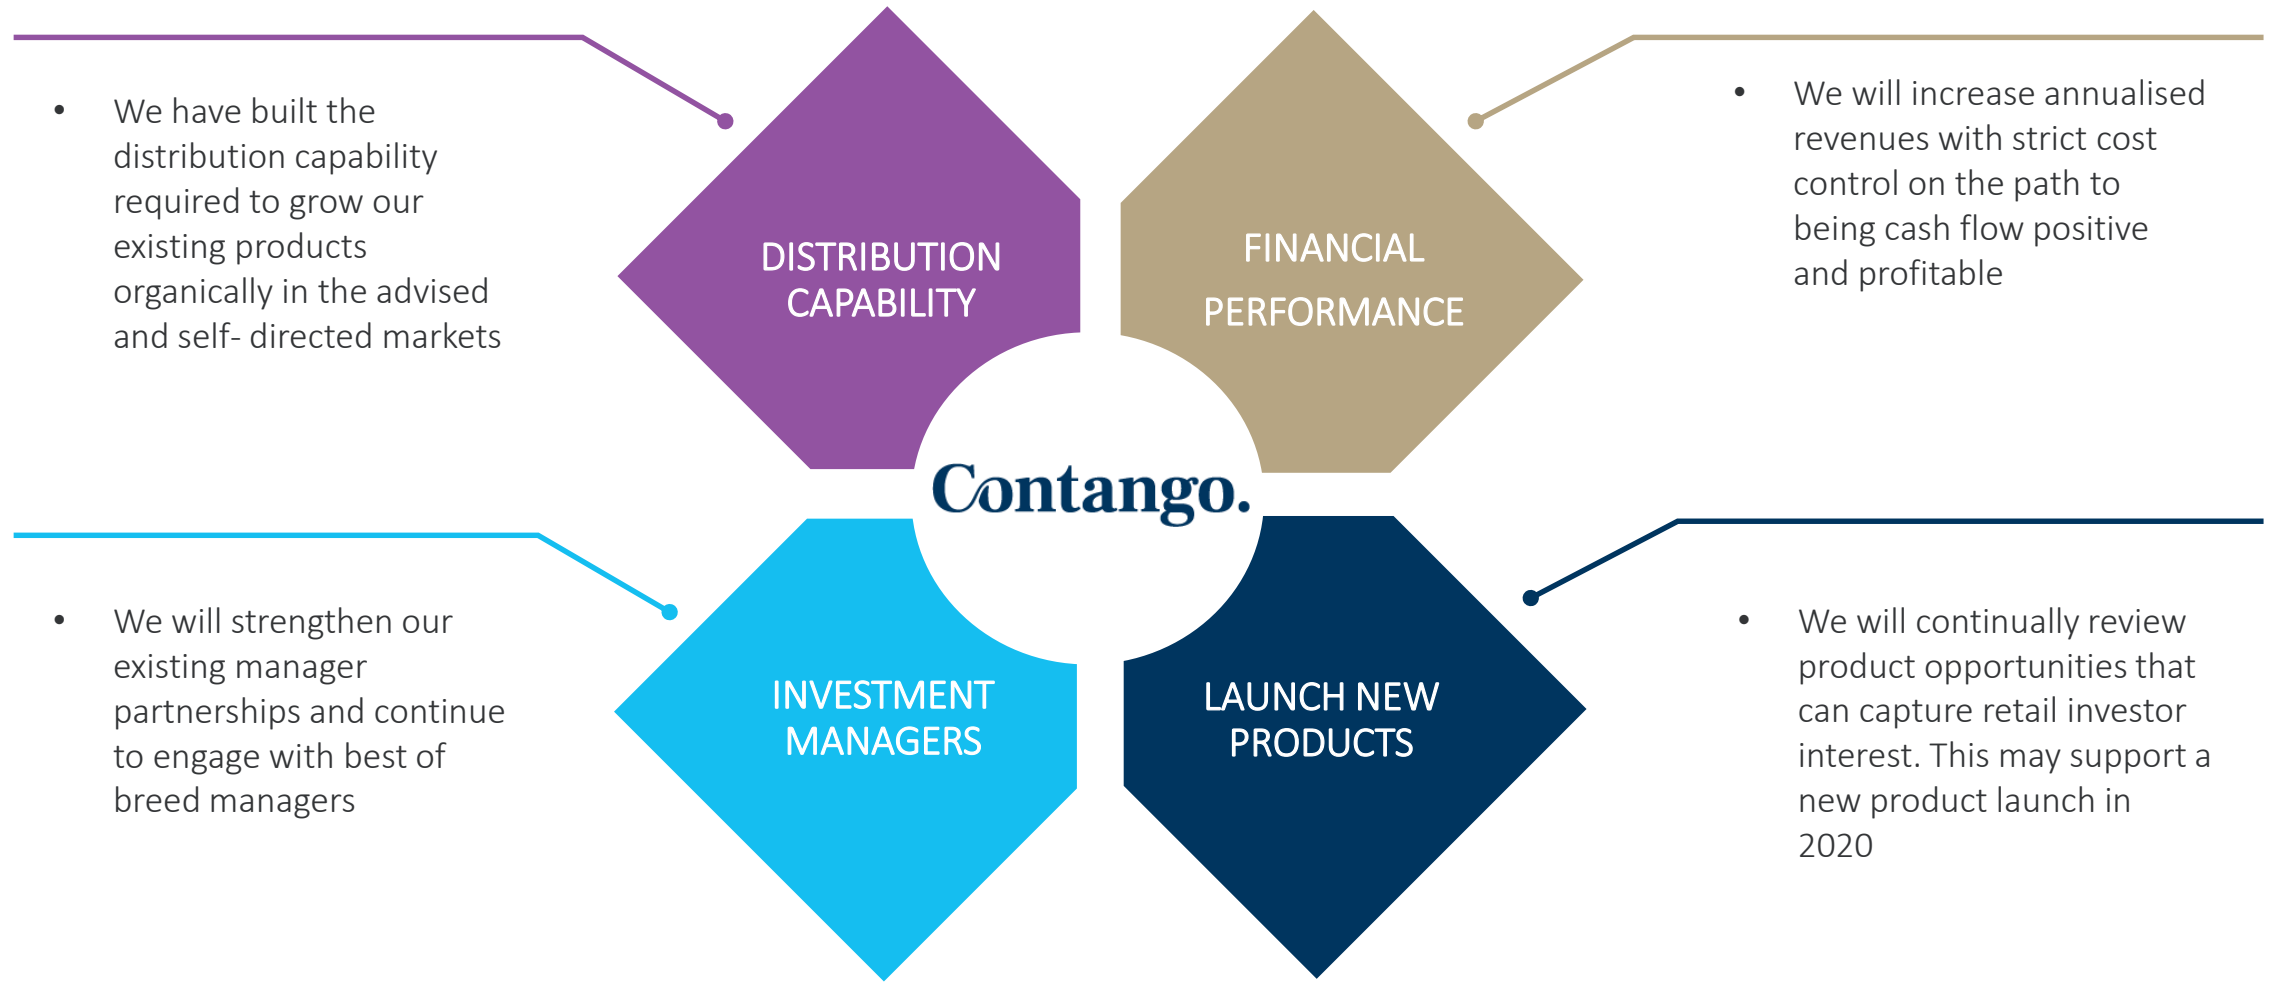 • We have built the
distribution capability
required to grow our
existing products
organically in the advised
and self- directed markets
DISTRIBUTION
CAPABILITY
FINANCIAL
PERFORMANCE
• We will increase annualised
revenues with strict cost
control on the path to
being cash flow positive
and profitable
Contango.
• We will strengthen our
existing manager
partnerships and continue
to engage with best of
breed managers
INVESTMENT
MANAGERS
LAUNCH NEW
PRODUCTS
• We will continually review
product opportunities that
can capture retail investor
interest. This may support a
new product launch in
2020